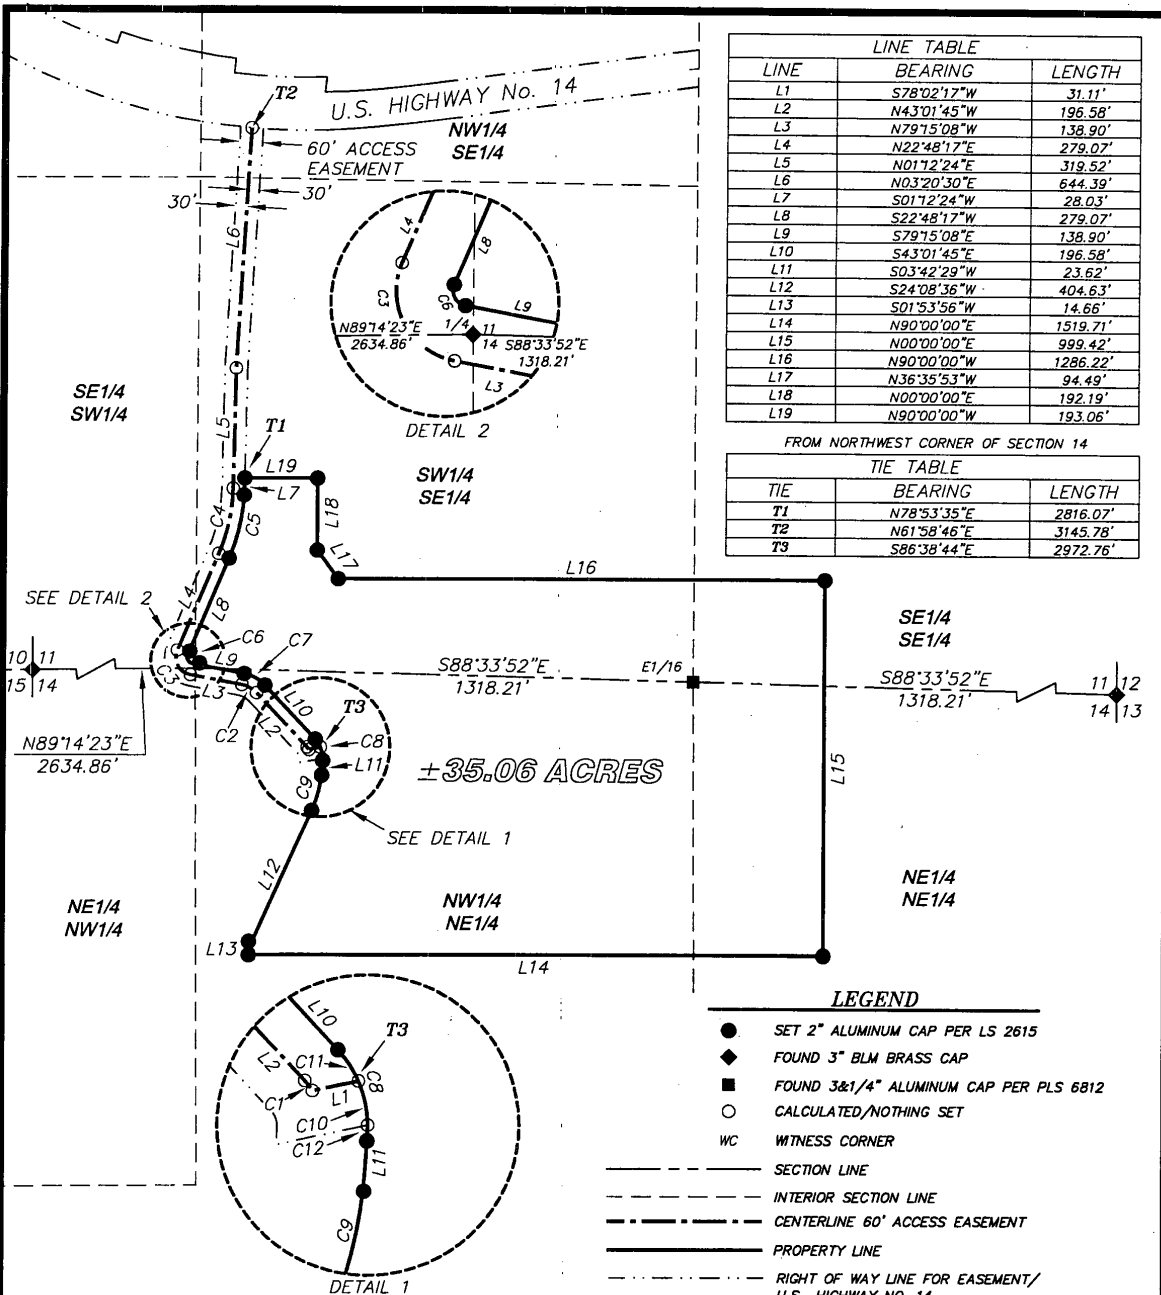 T2
U.S. HIGHWAY No. 14
NW1/4
SE1/4
60' ACCESS
EASEMENT
30'
30'
L6
L4
L8
C3
C6
L9
N89°14'23"E
2634.86'
1/4
11
14
S88°33'52"E
1318.21'
L3
DETAIL 2
SE1/4
SW1/4
L5
T1
L19
L7
SW1/4
SE1/4
L18
C4
C5
L17
L16
SEE DETAIL 2
L4
L8
C6
C7
SE1/4
SE1/4
10 11
15 14
L9
C3
L3
S88°33'52"E
1318.21'
E1/16
S88°33'52"E
1318.21'
11 12
14 13
L10
T3
C2
L2
C8
N89°14'23"E
2634.86'
L11
±35.06 ACRES
L15
C9
SEE DETAIL 1
L12
NE1/4
NW1/4
NW1/4
NE1/4
NE1/4
NE1/4
L13
L14
L10
T3
L2
C11
C8
C1
L1
C10
C12
L11
C9
DETAIL 1
LINE TABLE
LINE BEARING LENGTH
L1 S78°02'17"W 31.11'
L2 N43°01'45"W 196.58'
L3 N79°15'08"W 138.90'
L4 N22°48'17"E 279.07'
L5 N01°12'24"E 319.52'
L6 N03°20'30"E 644.39'
L7 S01°12'24"W 28.03'
L8 S22°48'17"W 279.07'
L9 S79°15'08"E 138.90'
L10 S43°01'45"E 196.58'
L11 S03°42'29"W 23.62'
L12 S24°08'36"W 404.63'
L13 S01°53'56"W 14.66'
L14 N90°00'00"E 1519.71'
L15 N00°00'00"E 999.42'
L16 N90°00'00"W 1286.22'
L17 N36°35'53"W 94.49'
L18 N00°00'00"E 192.19'
L19 N90°00'00"W 193.06'
FROM NORTHWEST CORNER OF SECTION 14
TIE TABLE
TIE BEARING LENGTH
T1 N78°53'35"E 2816.07'
T2 N61°58'46"E 3145.78'
T3 S86°38'44"E 2972.76'
LEGEND
SET 2" ALUMINUM CAP PER LS 2615
FOUND 3" BLM BRASS CAP
FOUND 3&1/4" ALUMINUM CAP PER PLS 6812
CALCULATED/NOTHING SET
WC WITNESS CORNER
SECTION LINE
INTERIOR SECTION LINE
CENTERLINE 60' ACCESS EASEMENT
PROPERTY LINE
RIGHT OF WAY LINE FOR EASEMENT/
U.S. HIGHWAY NO. 14